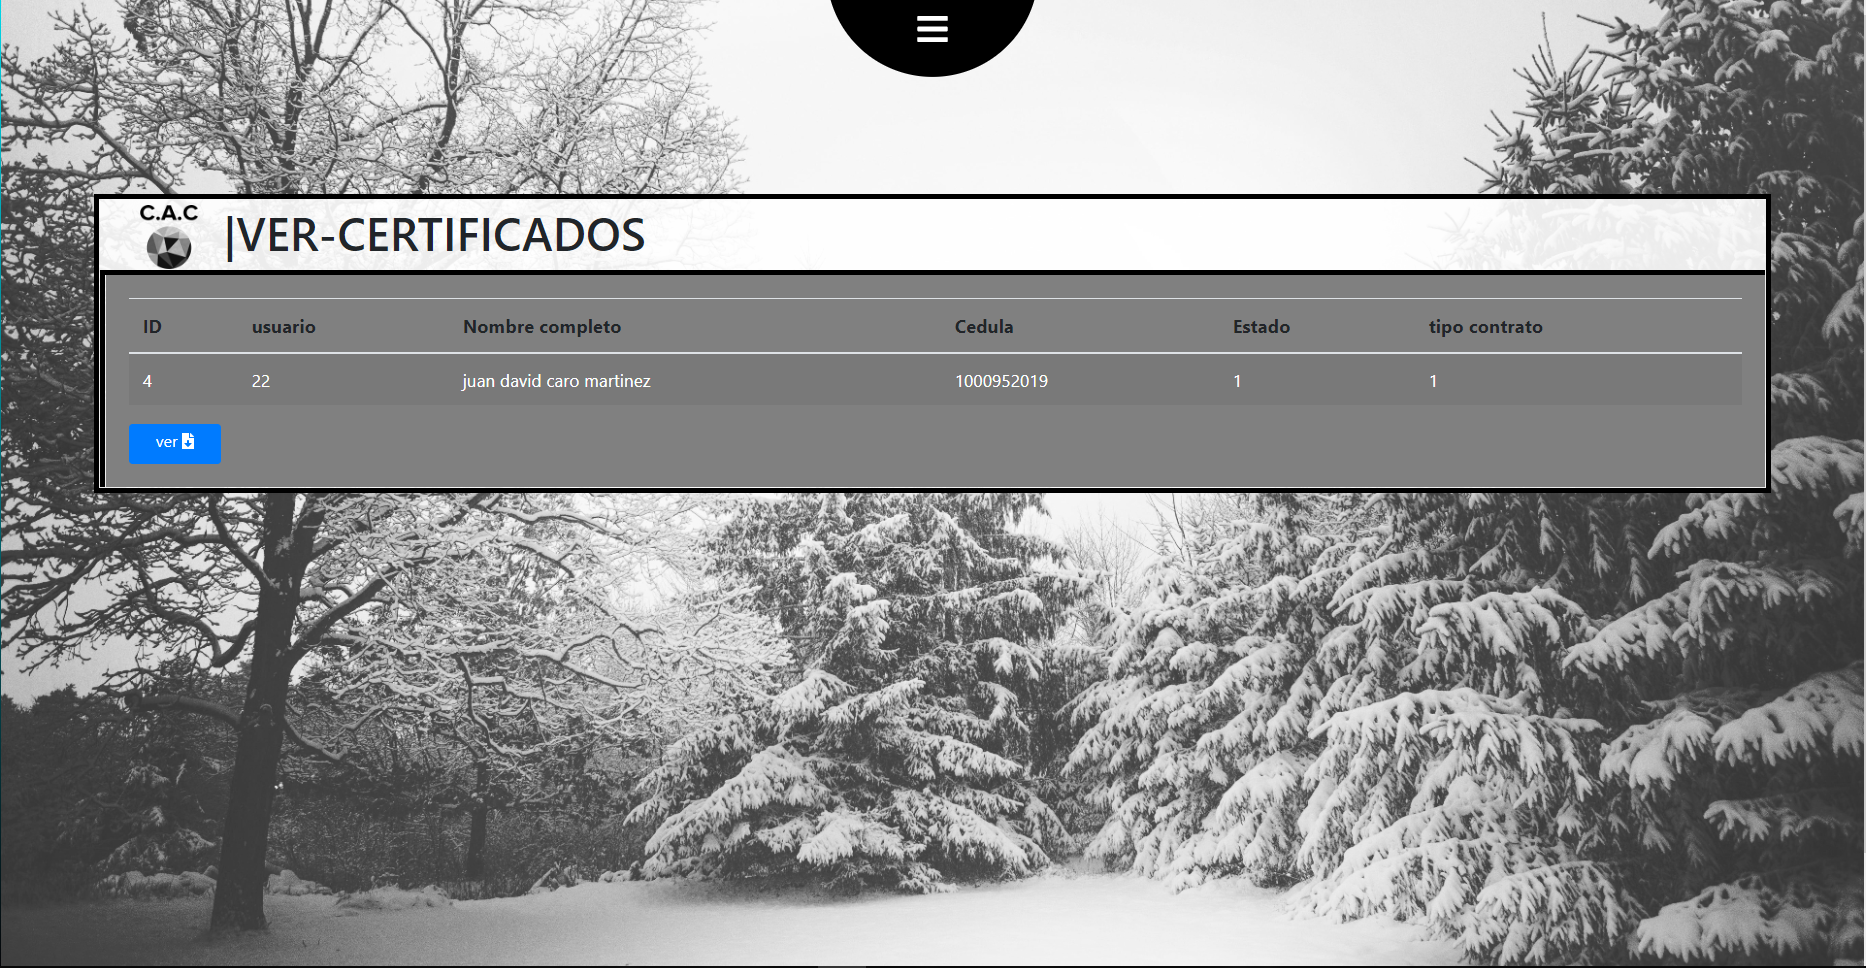 C.A.C
|VER-CERTIFICADOS
ID usuario Nombre completo Cedula Estado tipo contrato
4 22 juan david caro martinez 1000952019 1 1
ver